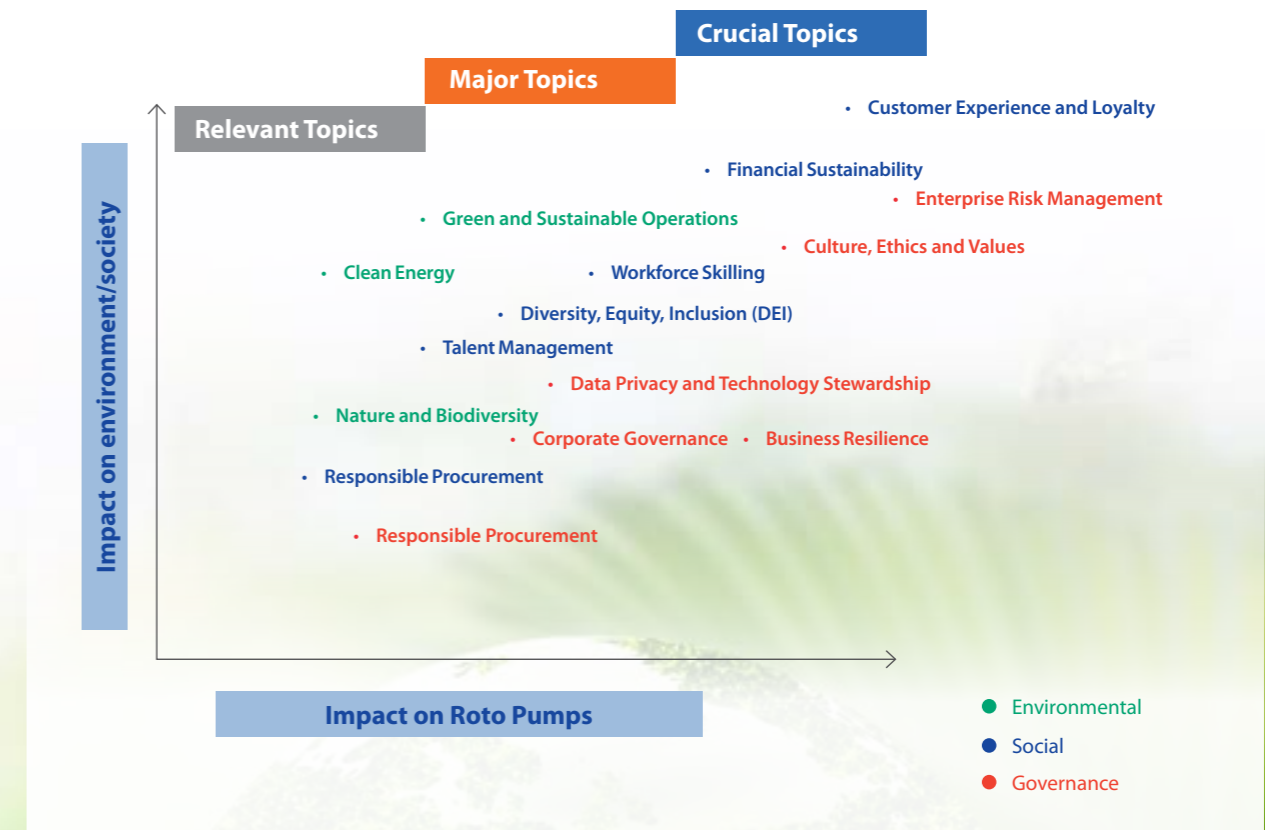 Crucial Topics
Major Topics
Relevant Topics
Customer Experience and Loyalty
Financial Sustainability
Enterprise Risk Management
Green and Sustainable Operations
Culture, Ethics and Values
Clean Energy
Workforce Skilling
Diversity, Equity, Inclusion (DEI)
Talent Management
Data Privacy and Technology Stewardship
Nature and Biodiversity
Corporate Governance
Business Resilience
Responsible Procurement
Responsible Procurement
Impact on environment/society
Impact on Roto Pumps
Environmental
Social
Governance